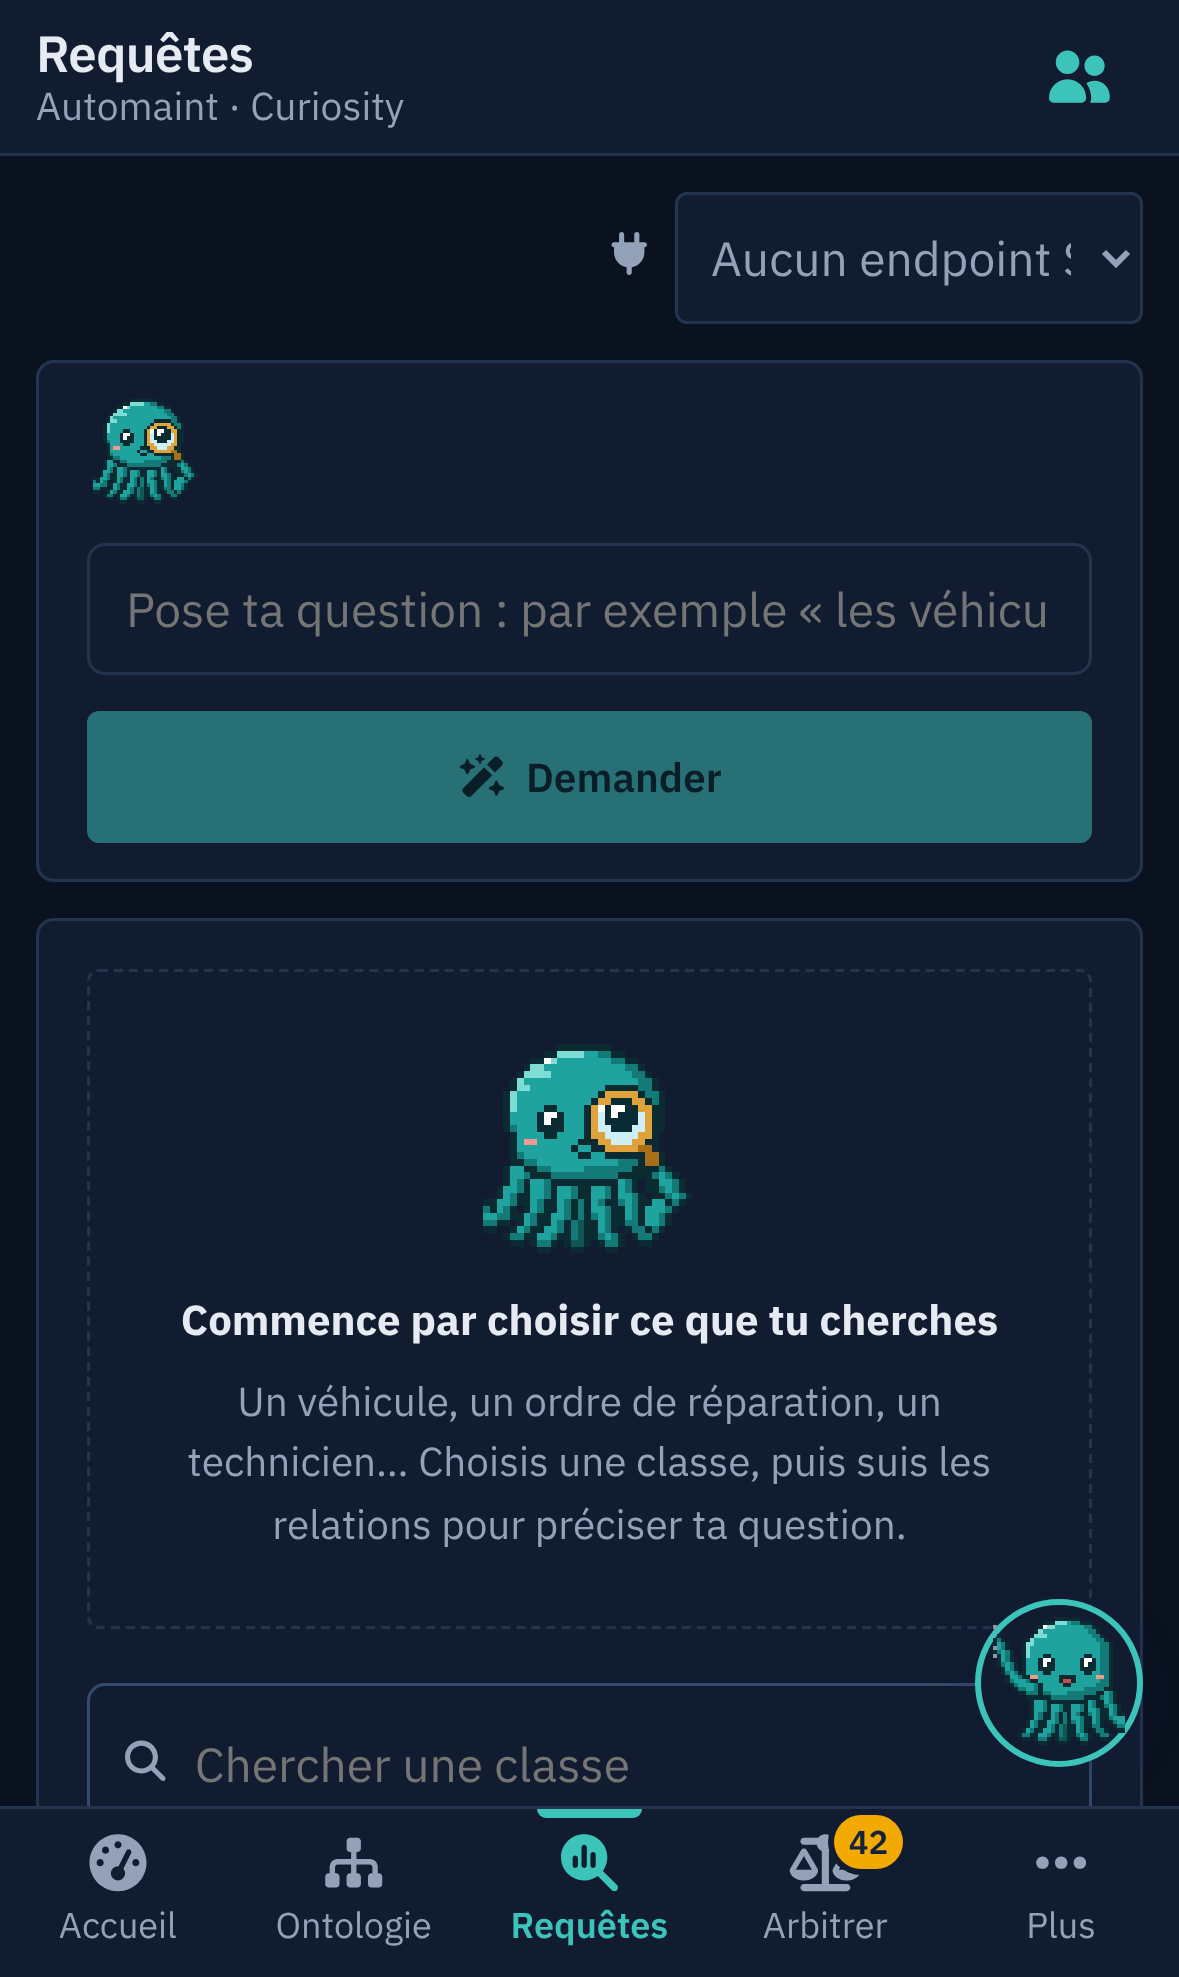 Requêtes
Automaint · Curiosity
Aucun endpoint
Pose ta question : par exemple « les véhicu
Demander
Commence par choisir ce que tu cherches
Un véhicule, un ordre de réparation, un
technicien... Choisis une classe, puis suis les
relations pour préciser ta question.
Chercher une classe
42
Accueil
Ontologie
Requêtes
Arbitrer
Plus